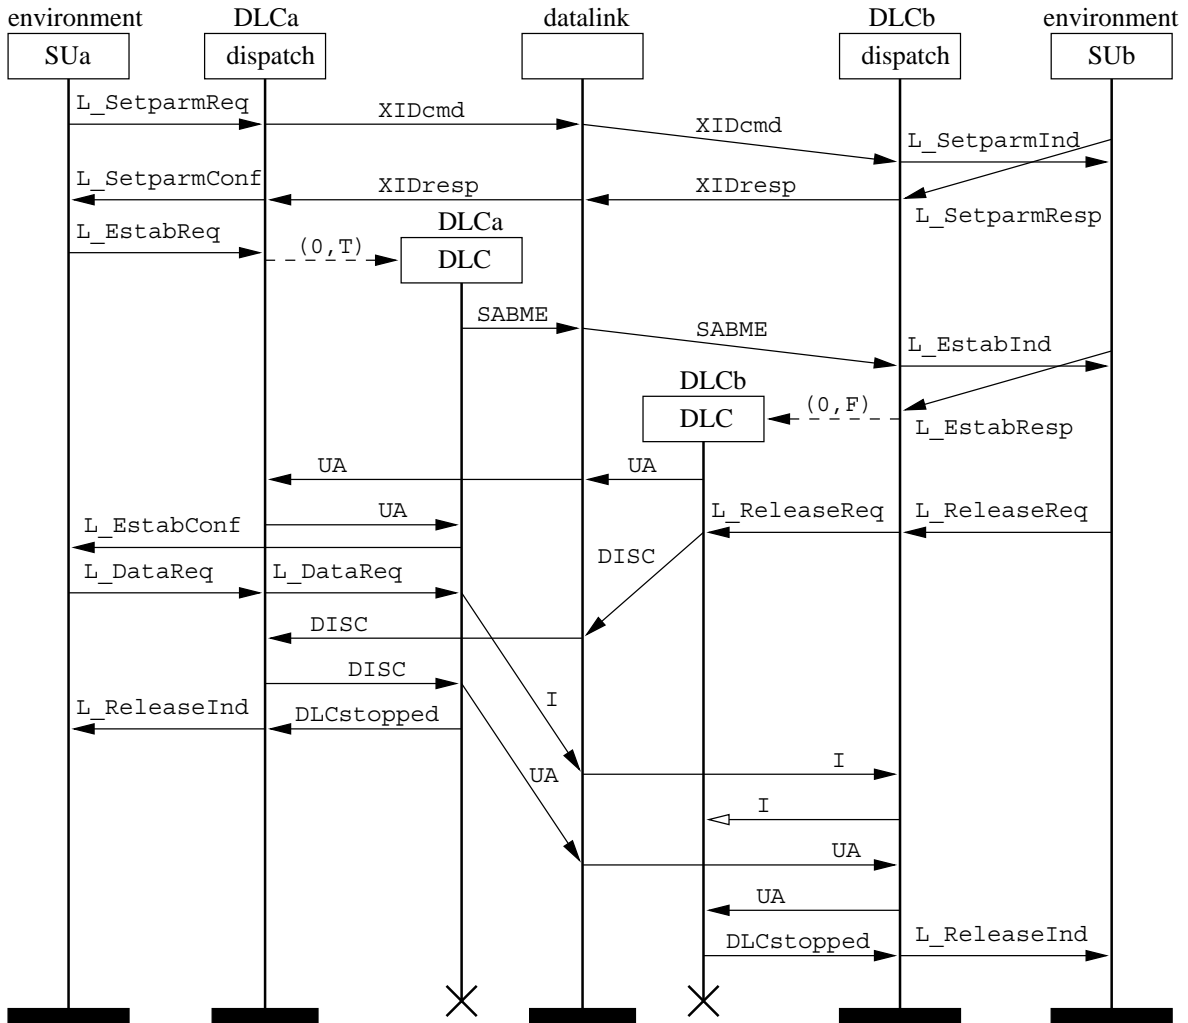 environment DLCa datalink DLCb environment
SUa dispatch dispatch SUb
L_SetparmReq XIDcmd XIDcmd L_SetparmInd
L_SetparmConf XIDresp XIDresp L_SetparmResp
L_EstabReq (0,T) DLCa
DLC
SABME SABME L_EstabInd
DLCb
DLC (0,F) L_EstabResp
UA UA
L_EstabConf UA L_ReleaseReq L_ReleaseReq
DISC
L_DataReq L_DataReq
DISC
DISC
L_ReleaseInd DLCstopped I
UA I
I
UA
UA
DLCstopped L_ReleaseInd